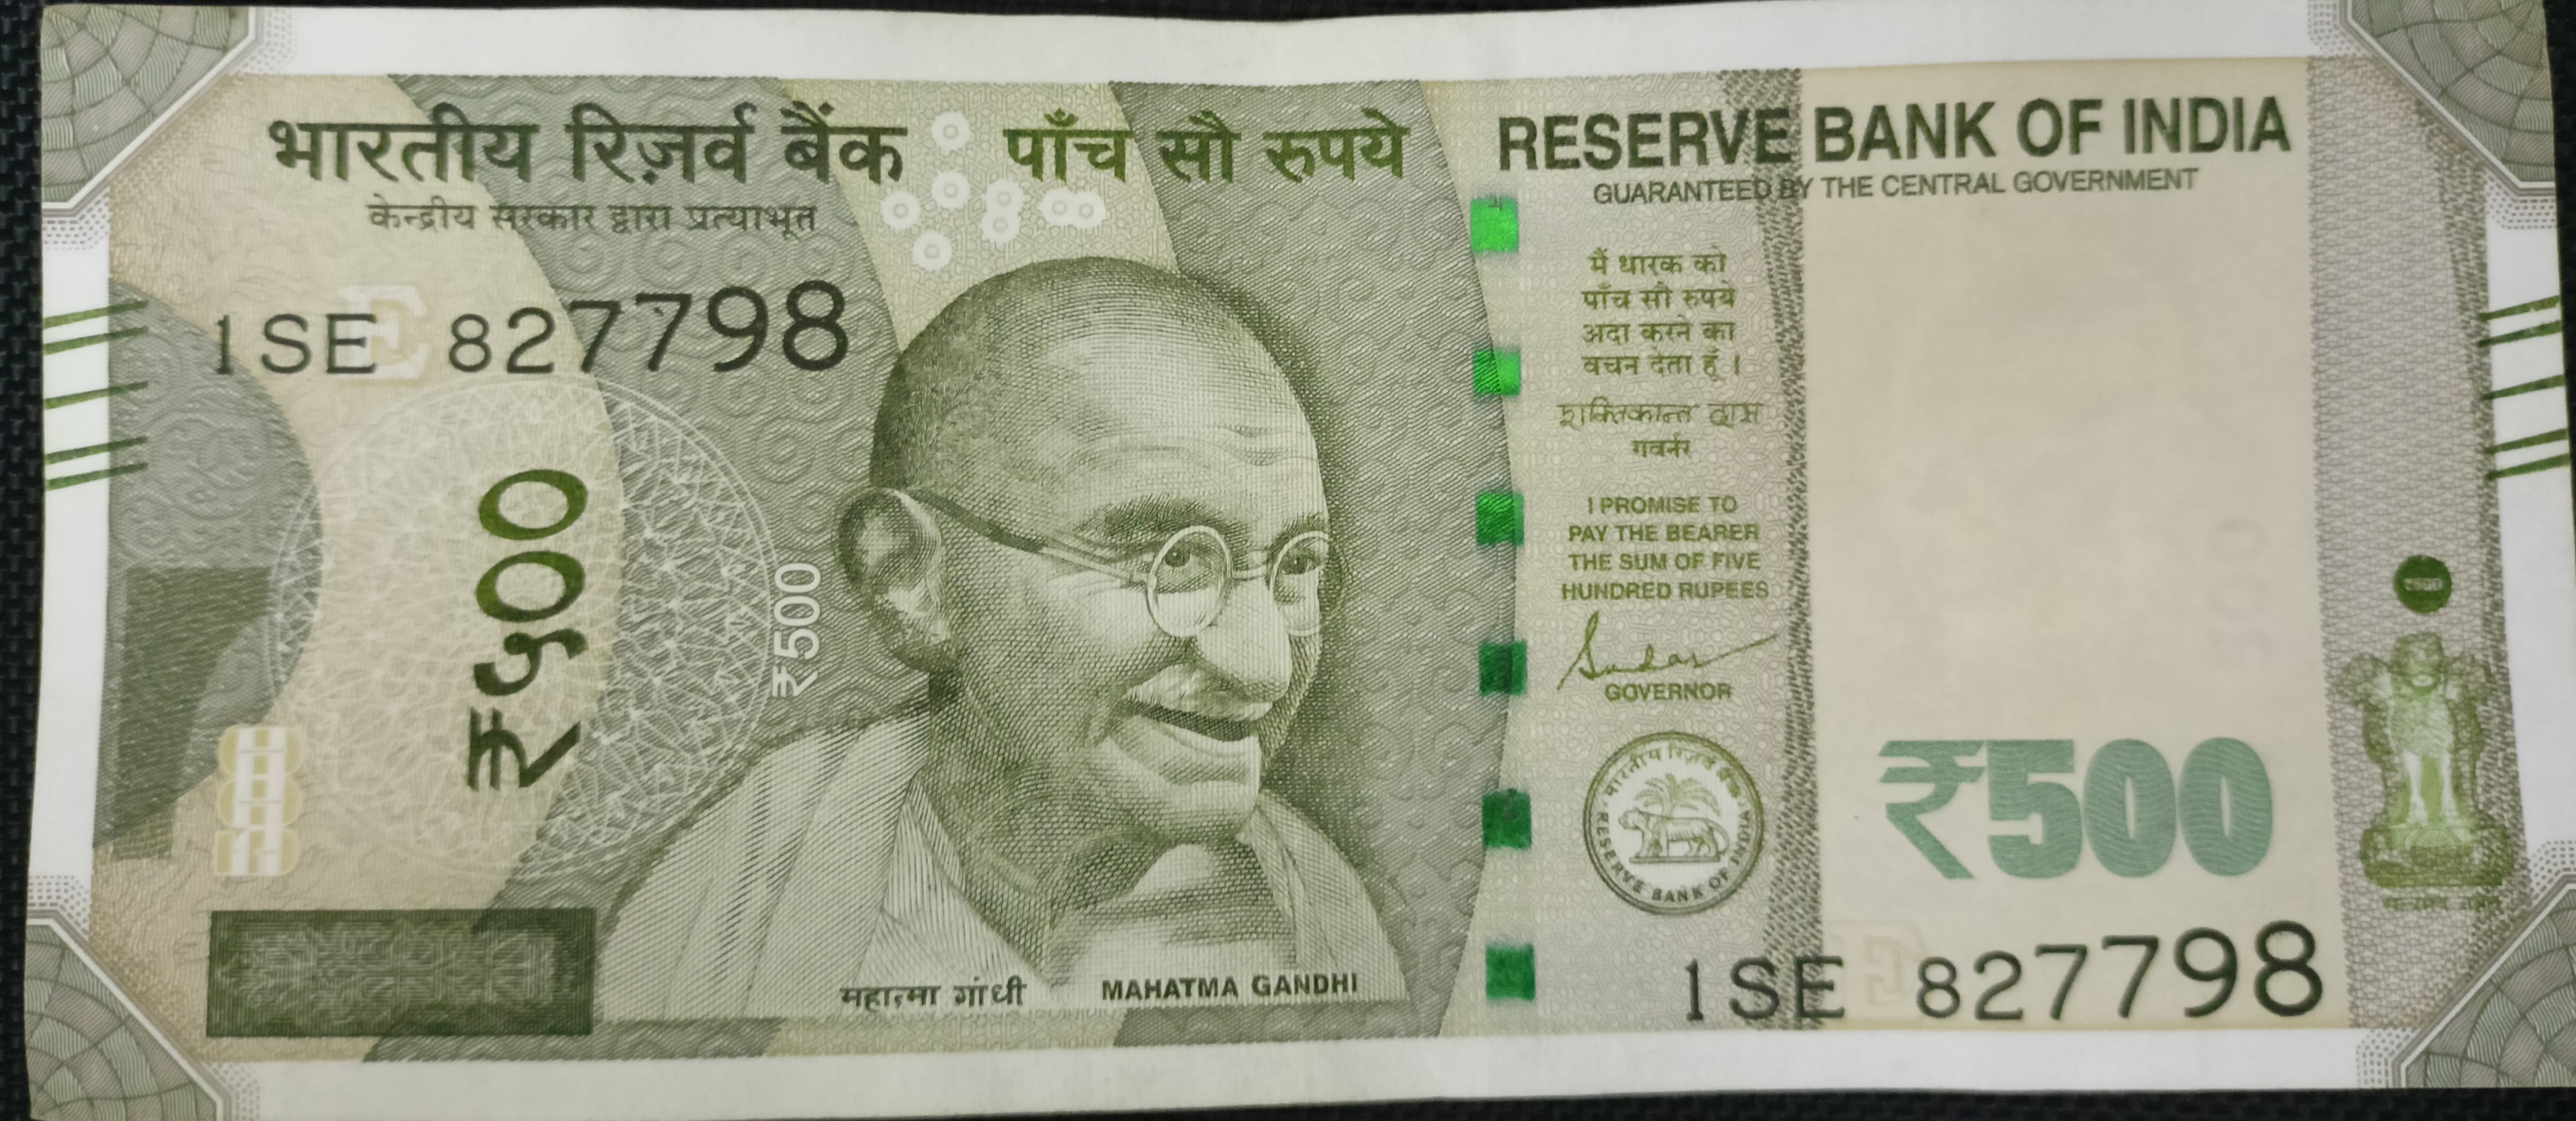 भारतीय रिज़र्व बैंक
केन्द्रीय सरकार द्वारा प्रत्याभूत
पाँच सौ रुपये
RESERVE BANK OF INDIA
GUARANTEED BY THE CENTRAL GOVERNMENT
1SE 827798
₹५००
₹500
महात्मा गांधी
MAHATMA GANDHI
मैं धारक को
पाँच सौ रुपये
अदा करने का
वचन देता हूँ ।
शक्तिकान्त दास
गवर्नर
I PROMISE TO
PAY THE BEARER
THE SUM OF FIVE
HUNDRED RUPEES
GOVERNOR
भारतीय रिज़र्व बैंक
RESERVE BANK OF INDIA
₹500
₹500
1SE 827798